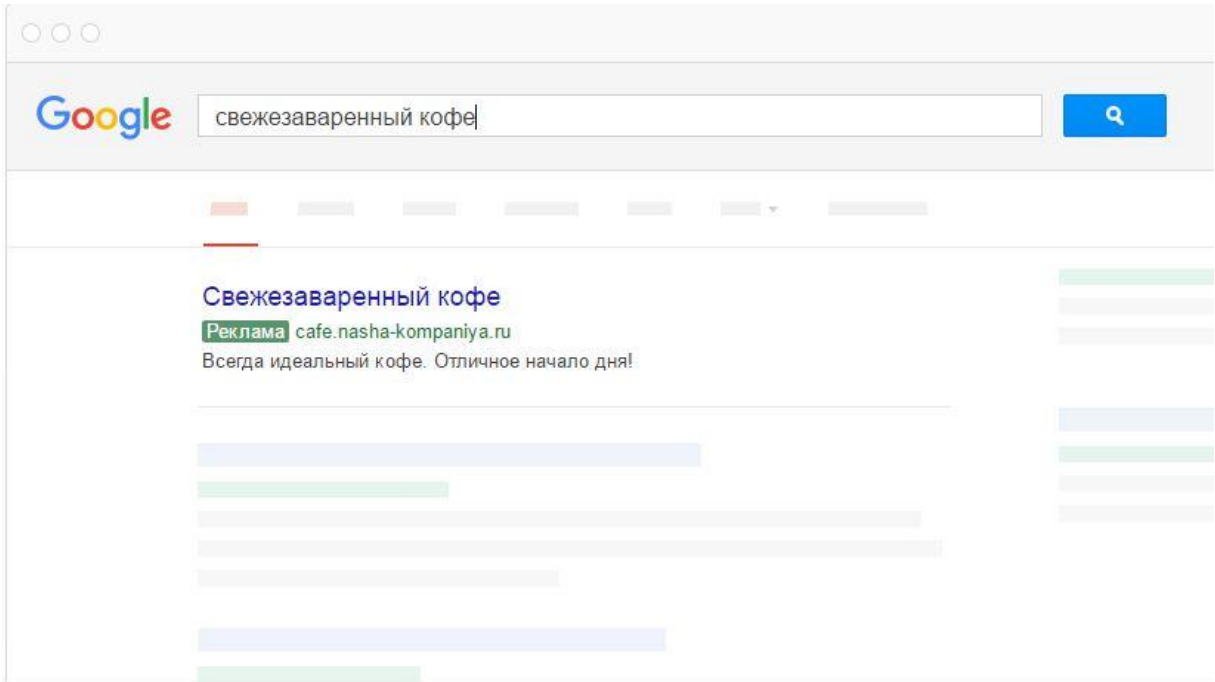 Google свежезаваренный кофе
Свежезаваренный кофе
Реклама cafe.nasha-kompaniya.ru
Всегда идеальный кофе. Отличное начало дня!